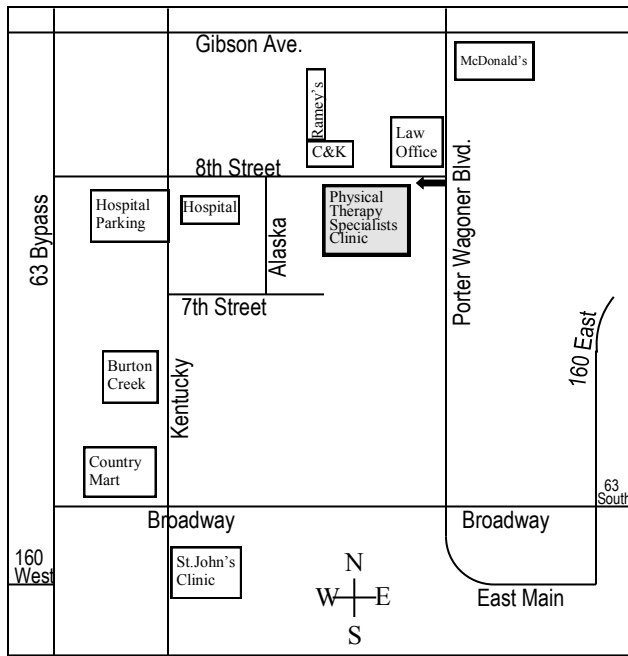 Gibson Ave.
McDonald's
Ramey's
C&K
Law
Office
8th Street
Porter Wagoner Blvd.
63 Bypass
Hospital
Parking
Hospital
Alaska
Physical
Therapy
Specialists
Clinic
7th Street
160 East
Burton
Creek
Kentucky
Country
Mart
63
South
Broadway
Broadway
160
West
St.John's
Clinic
N
W
E
S
East Main